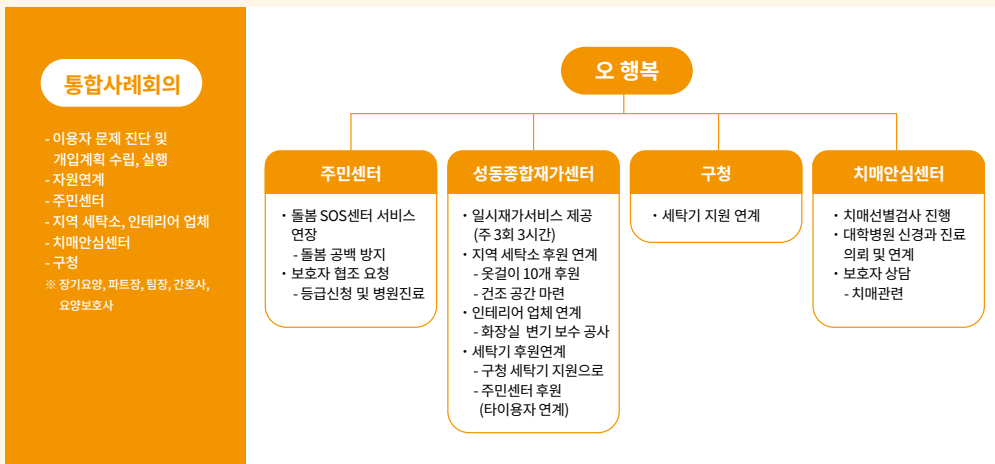 통합사례회의
- 이용자 문제 진단 및
개입계획 수립, 실행
- 자원연계
- 주민센터
- 지역 세탁소, 인테리어 업체
- 치매안심센터
- 구청
※ 장기요양, 파트장, 팀장, 간호사,
요양보호사
오 행복
주민센터
· 돌봄 SOS센터 서비스
연장
- 돌봄 공백 방지
· 보호자 협조 요청
- 등급신청 및 병원진료
성동종합재가센터
· 일시재가서비스 제공
(주 3회 3시간)
· 지역 세탁소 후원 연계
- 옷걸이 10개 후원
- 건조 공간 마련
· 인테리어 업체 연계
- 화장실 변기 보수 공사
· 세탁기 후원연계
- 구청 세탁기 지원으로
- 주민센터 후원
(타이용자 연계)
구청
· 세탁기 지원 연계
치매안심센터
· 치매선별검사 진행
· 대학병원 신경과 진료
의뢰 및 연계
· 보호자 상담
- 치매관련